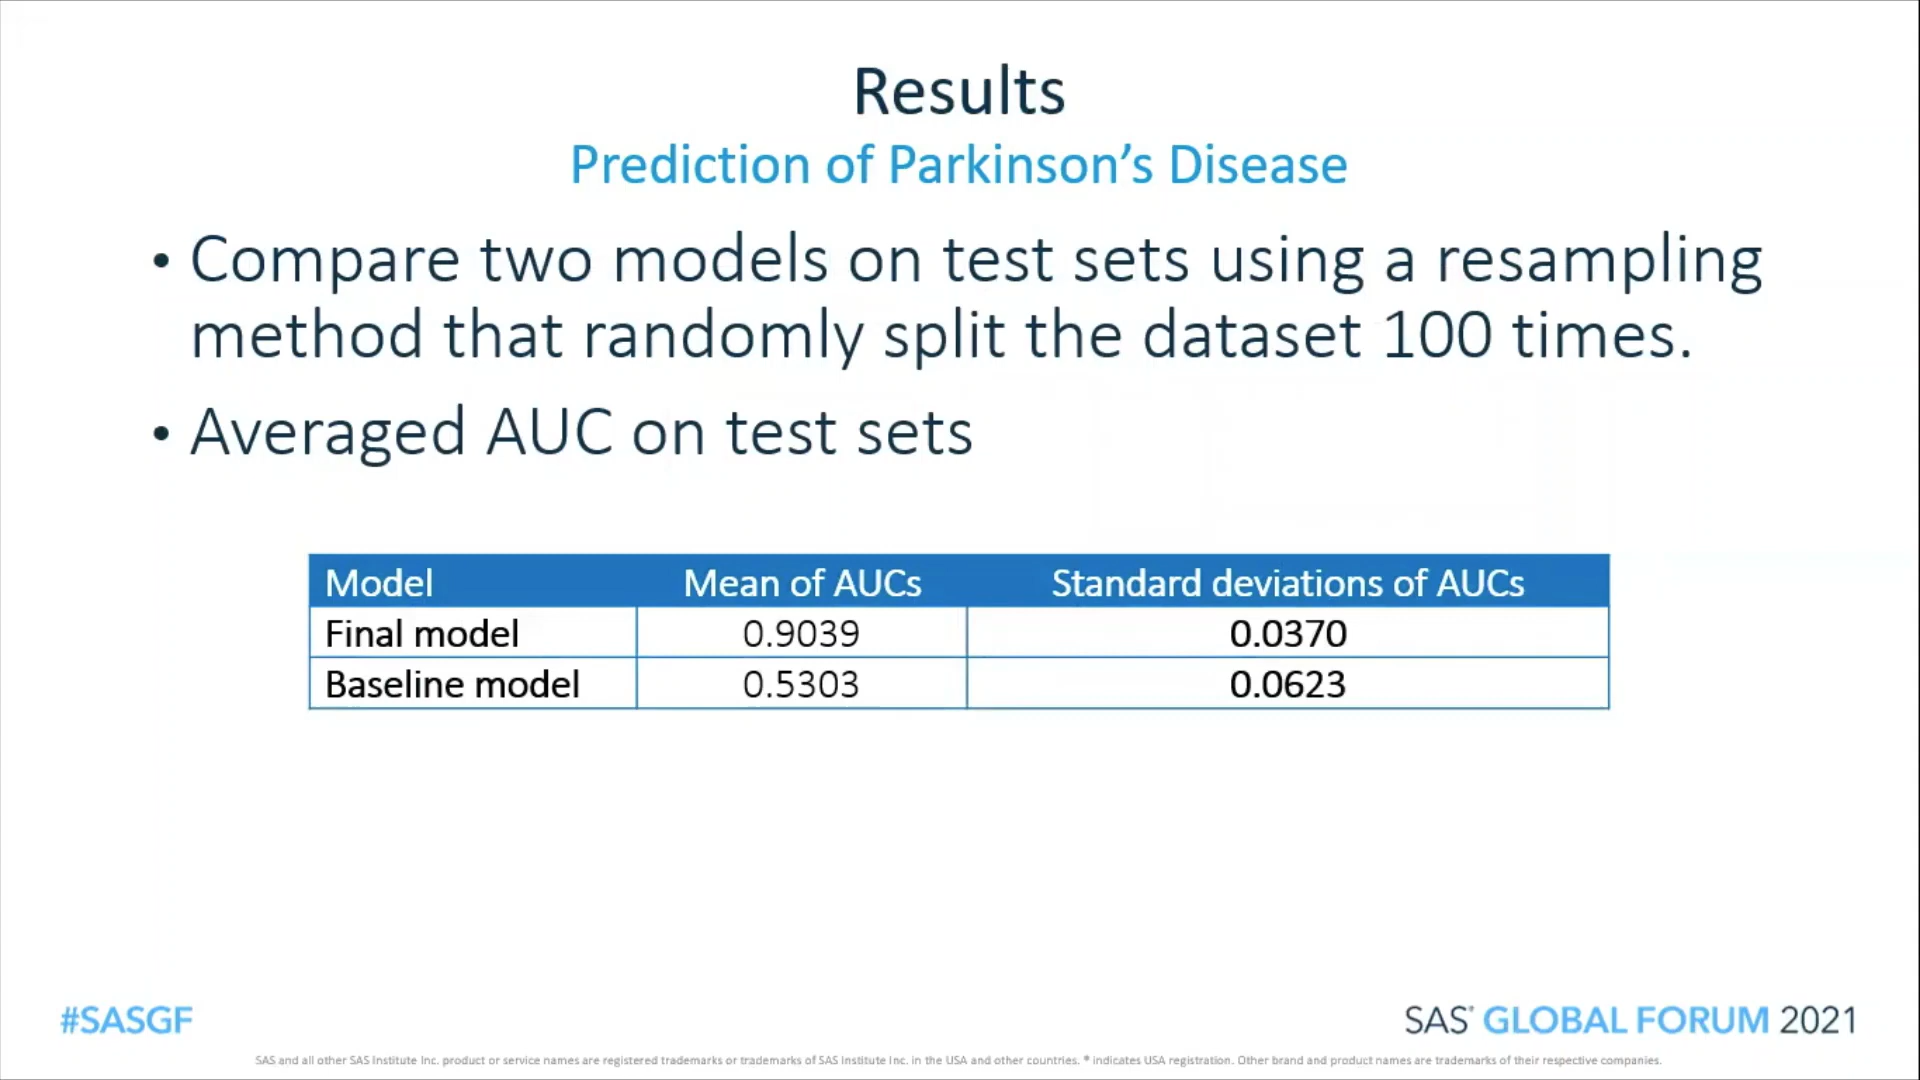 Results
Prediction of Parkinson’s Disease
• Compare two models on test sets using a resampling
method that randomly split the dataset 100 times.
• Averaged AUC on test sets
Model Mean of AUCs Standard deviations of AUCs
Final model 0.9039 0.0370
Baseline model 0.5303 0.0623
#SASGF
SAS® GLOBAL FORUM 2021
SAS and all other SAS Institute Inc. product or service names are registered trademarks or trademarks of SAS Institute Inc. in the USA and other countries. ® indicates USA registration. Other brand and product names are trademarks of their respective companies.